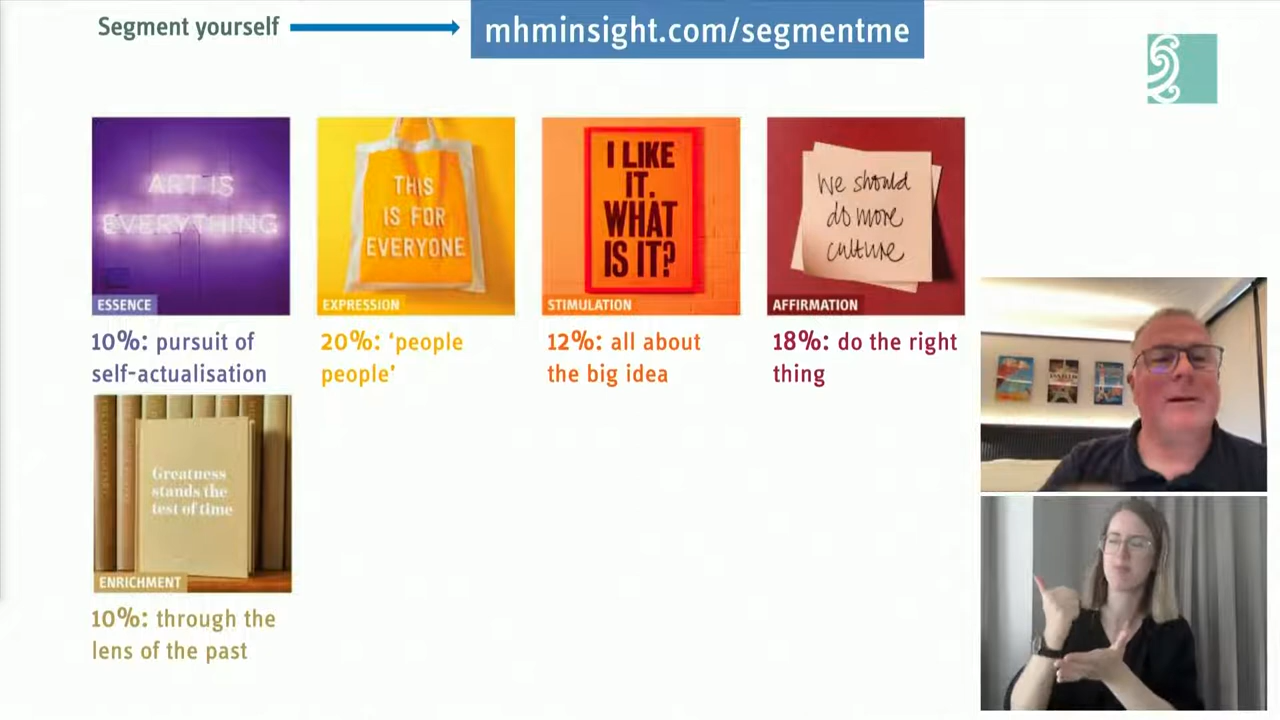 Segment yourself
mhminsight.com/segmentme
ART IS
EVERYTHING
ESSENCE
10%: pursuit of
self-actualisation
THIS
IS FOR
EVERYONE
EXPRESSION
20%: ‘people
people’
I LIKE
IT.
WHAT
IS IT?
STIMULATION
12%: all about
the big idea
We should
do more
culture
AFFIRMATION
18%: do the right
thing
Greatness
stands the
test of time
ENRICHMENT
10%: through the
lens of the past